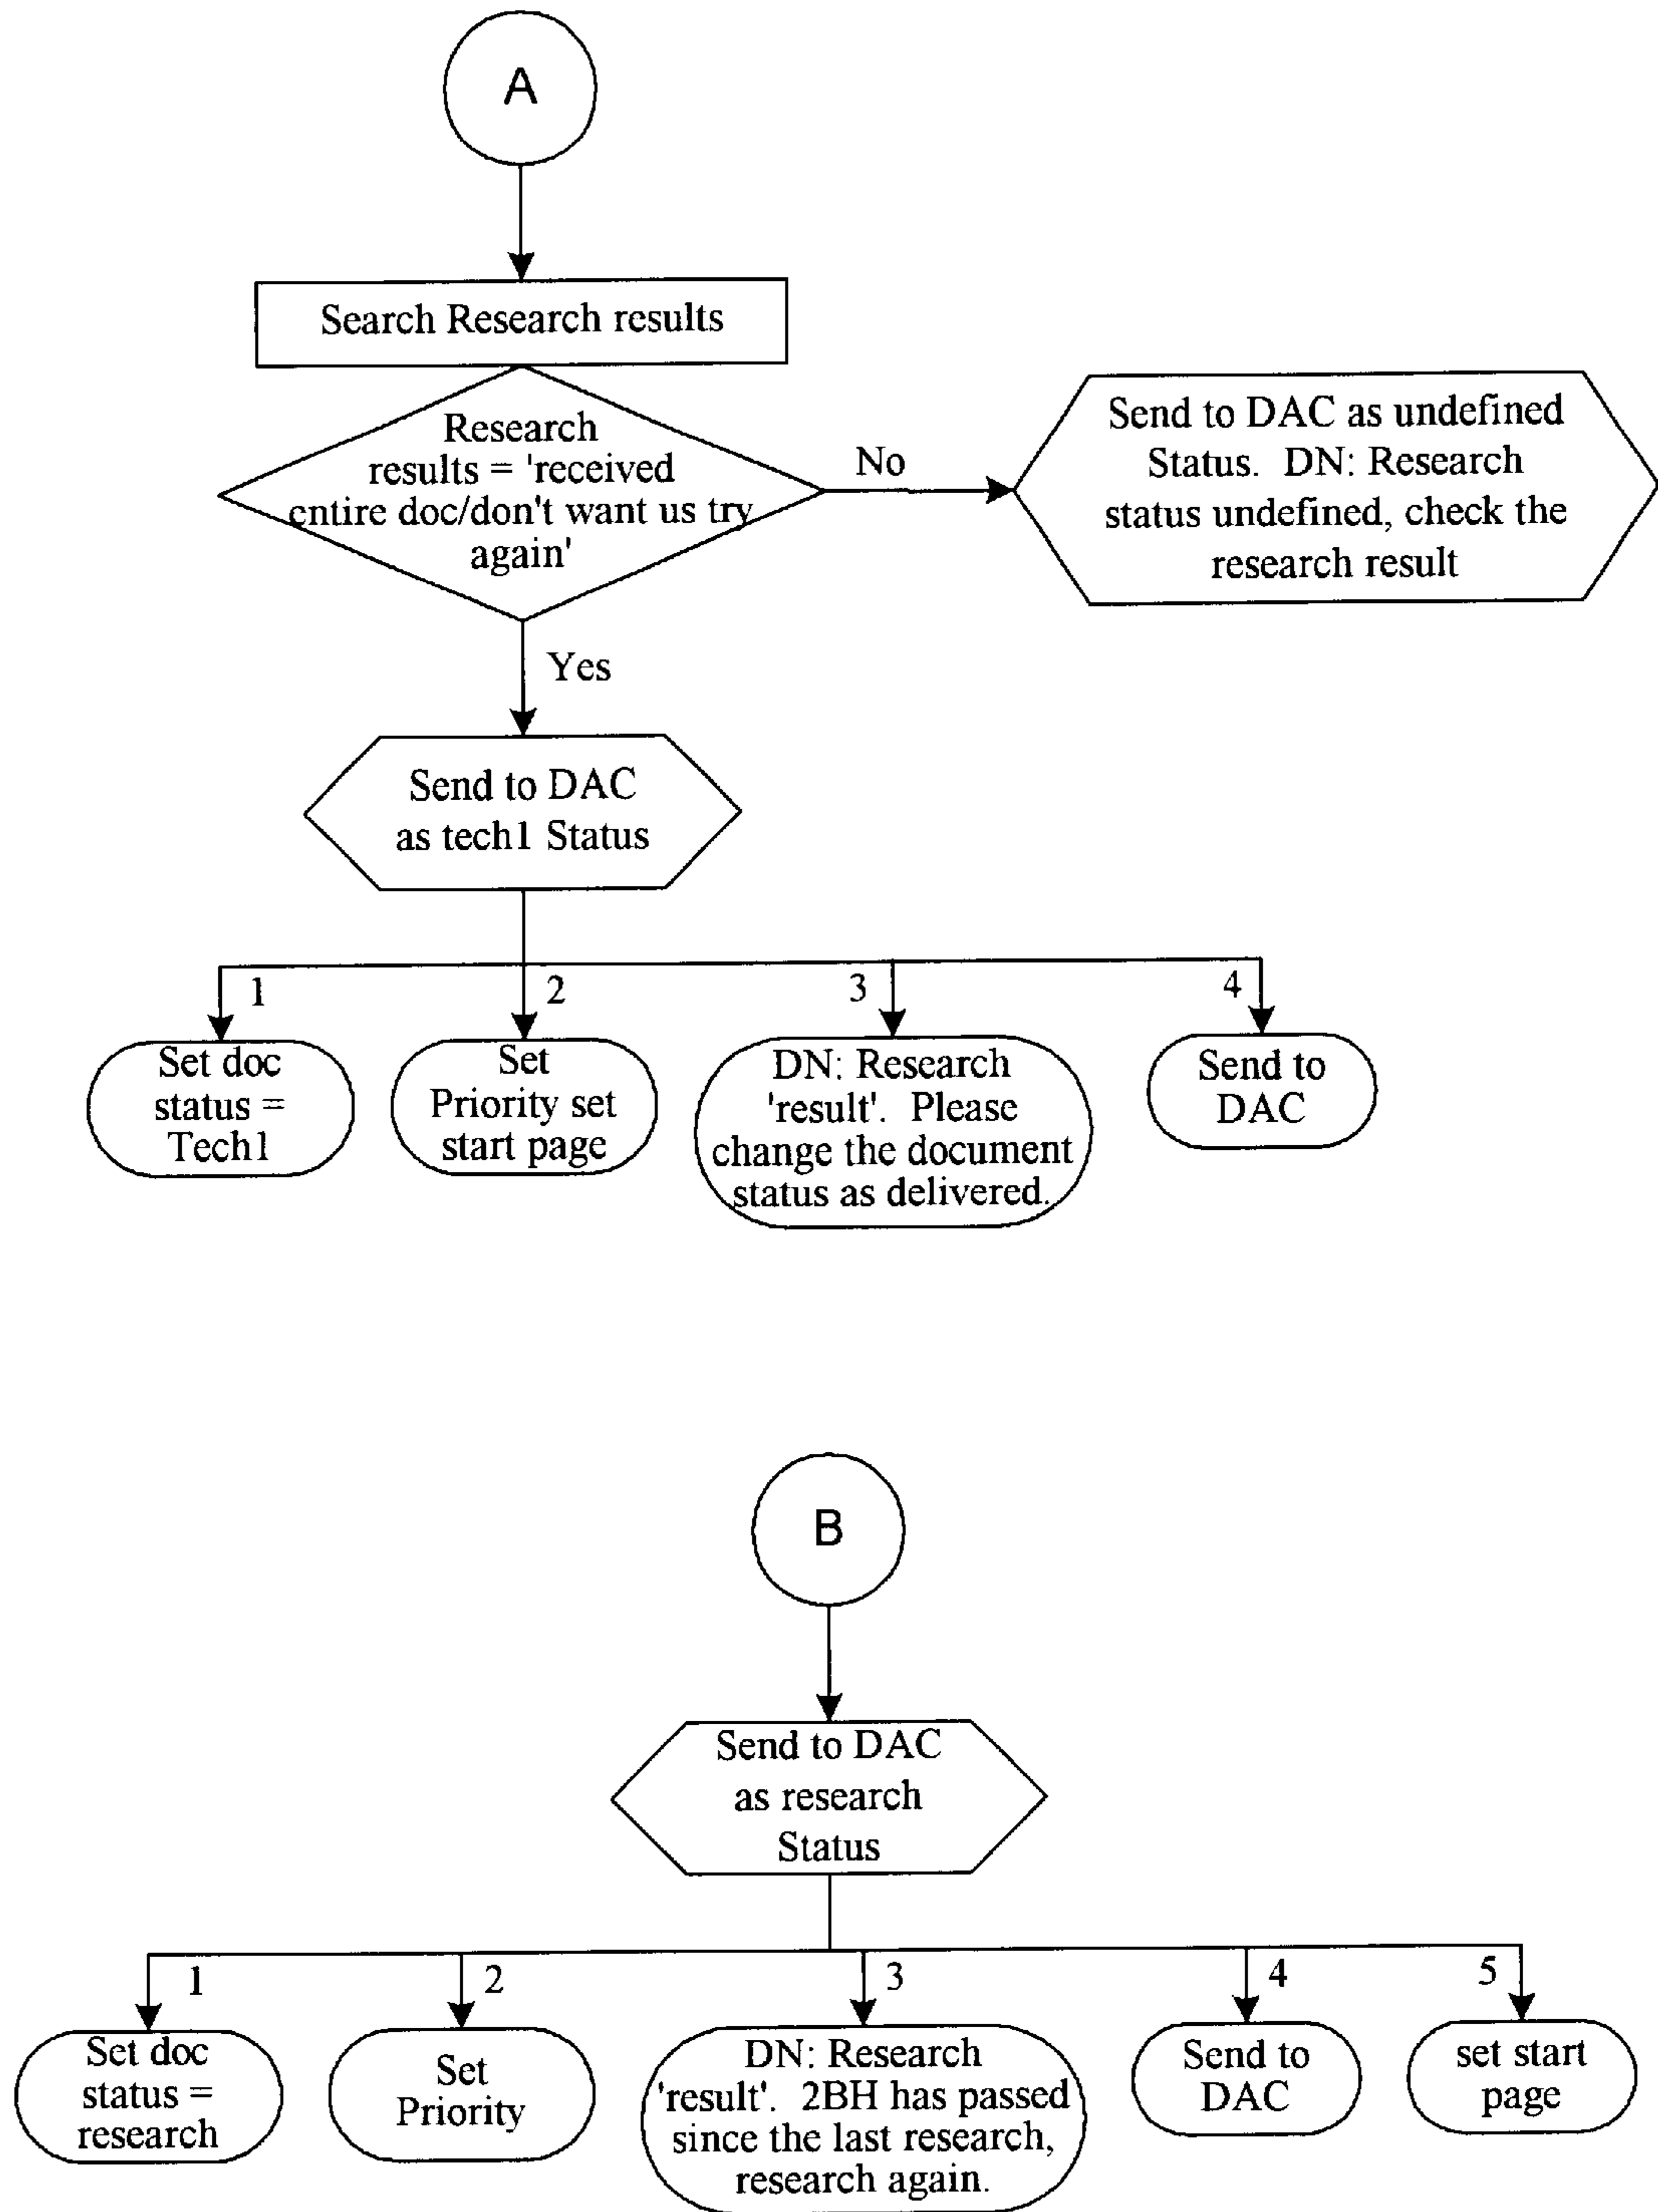 A
Search Research results
Research
results = 'received
entire doc/don't want us try
again'
No
Send to DAC as undefined
Status.  DN: Research
status undefined, check the
research result
Yes
Send to DAC
as tech1 Status
1
2
3
4
Set doc
status =
Tech1
Set
Priority set
start page
DN: Research
'result'.  Please
change the document
status as delivered.
Send to
DAC
B
Send to DAC
as research
Status
1
2
3
4
5
Set doc
status =
research
Set
Priority
DN: Research
'result'.  2BH has passed
since the last research,
research again.
Send to
DAC
set start
page